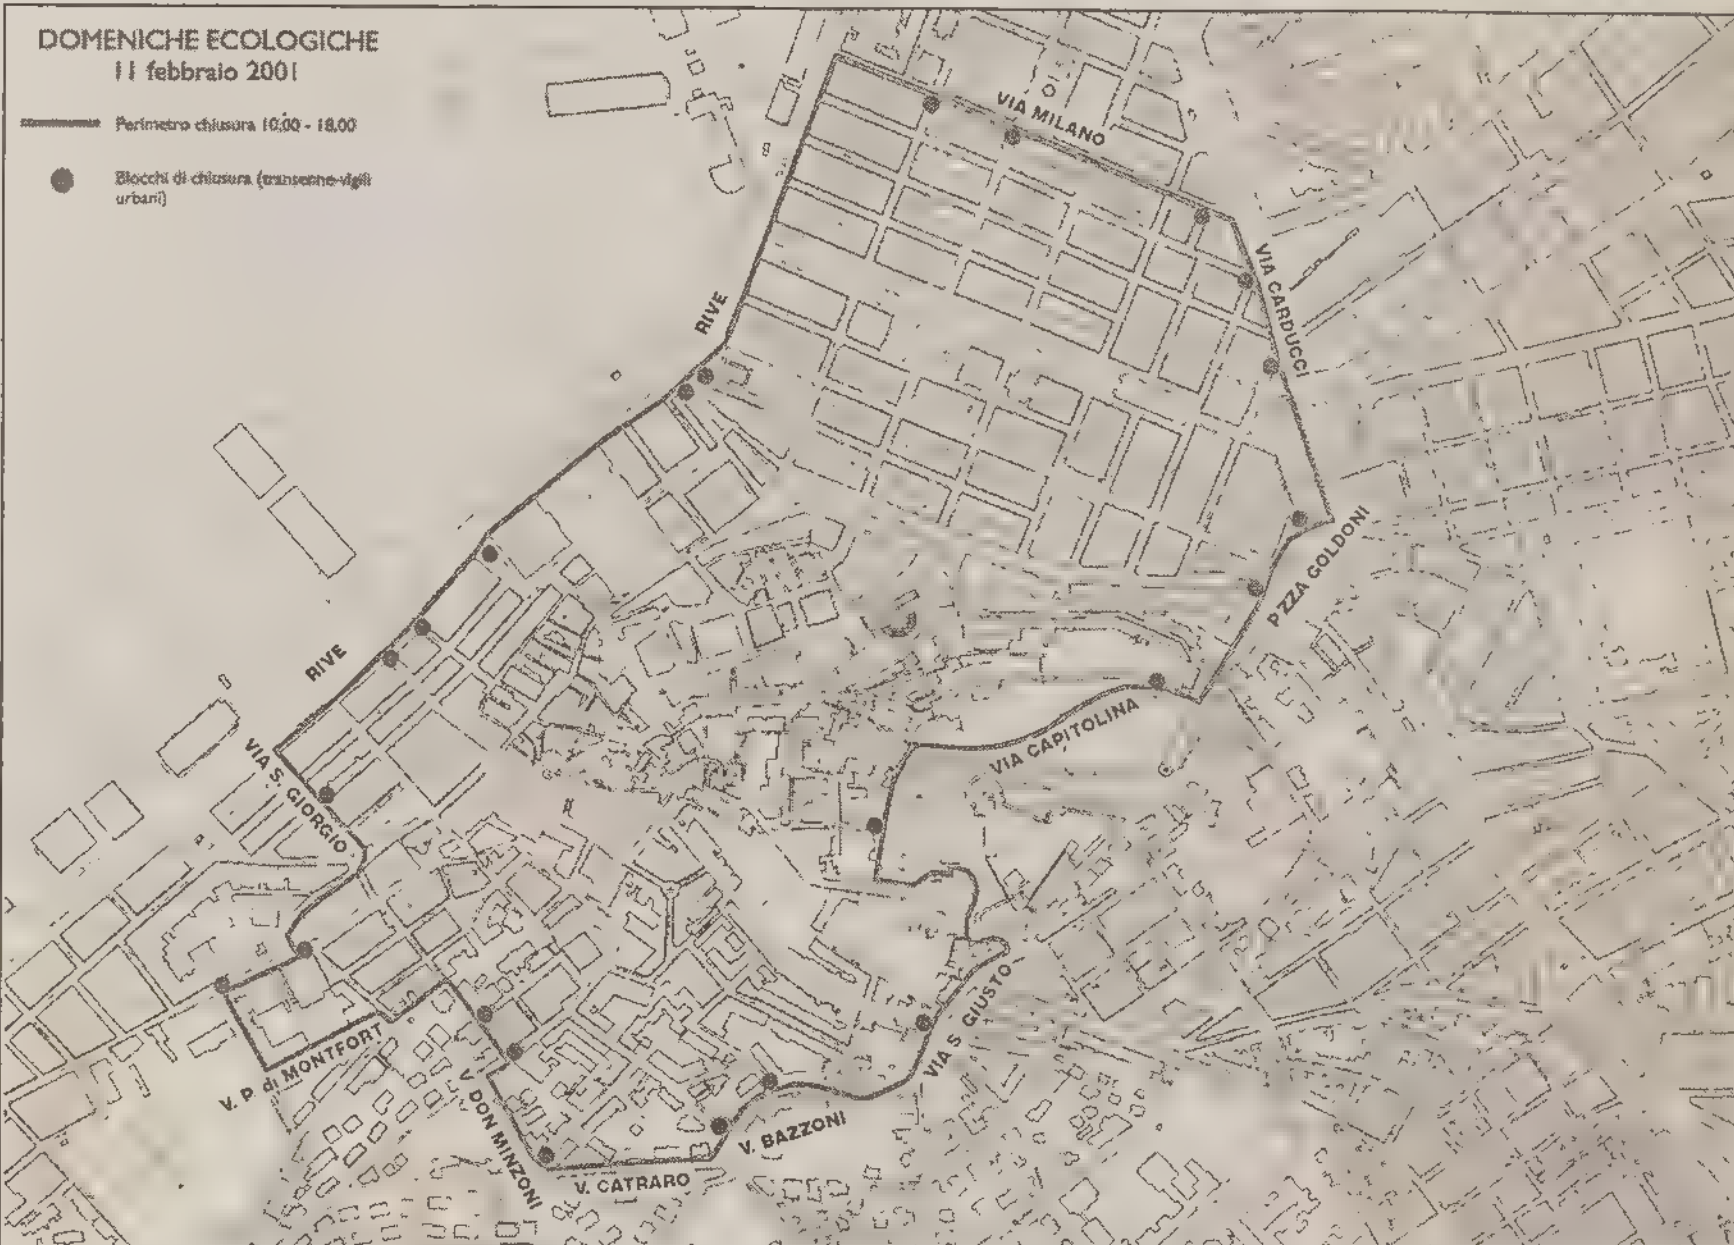 DOMENICHE ECOLOGICHE
11 febbraio 2001
Perimetro chiusura 10,00 - 18,00
Blocchi di chiusura (transenne-vigili
urbani)
VIA MILANO
VIA CARDUCCI
RIVE
PZZA GOLDONI
RIVE
VIA CAPITOLINA
VIA S. GIORGIO
VIA S. GIUSTO
V. P. di MONTFORT
V. DON MINZONI
V. BAZZONI
V. CATRARO